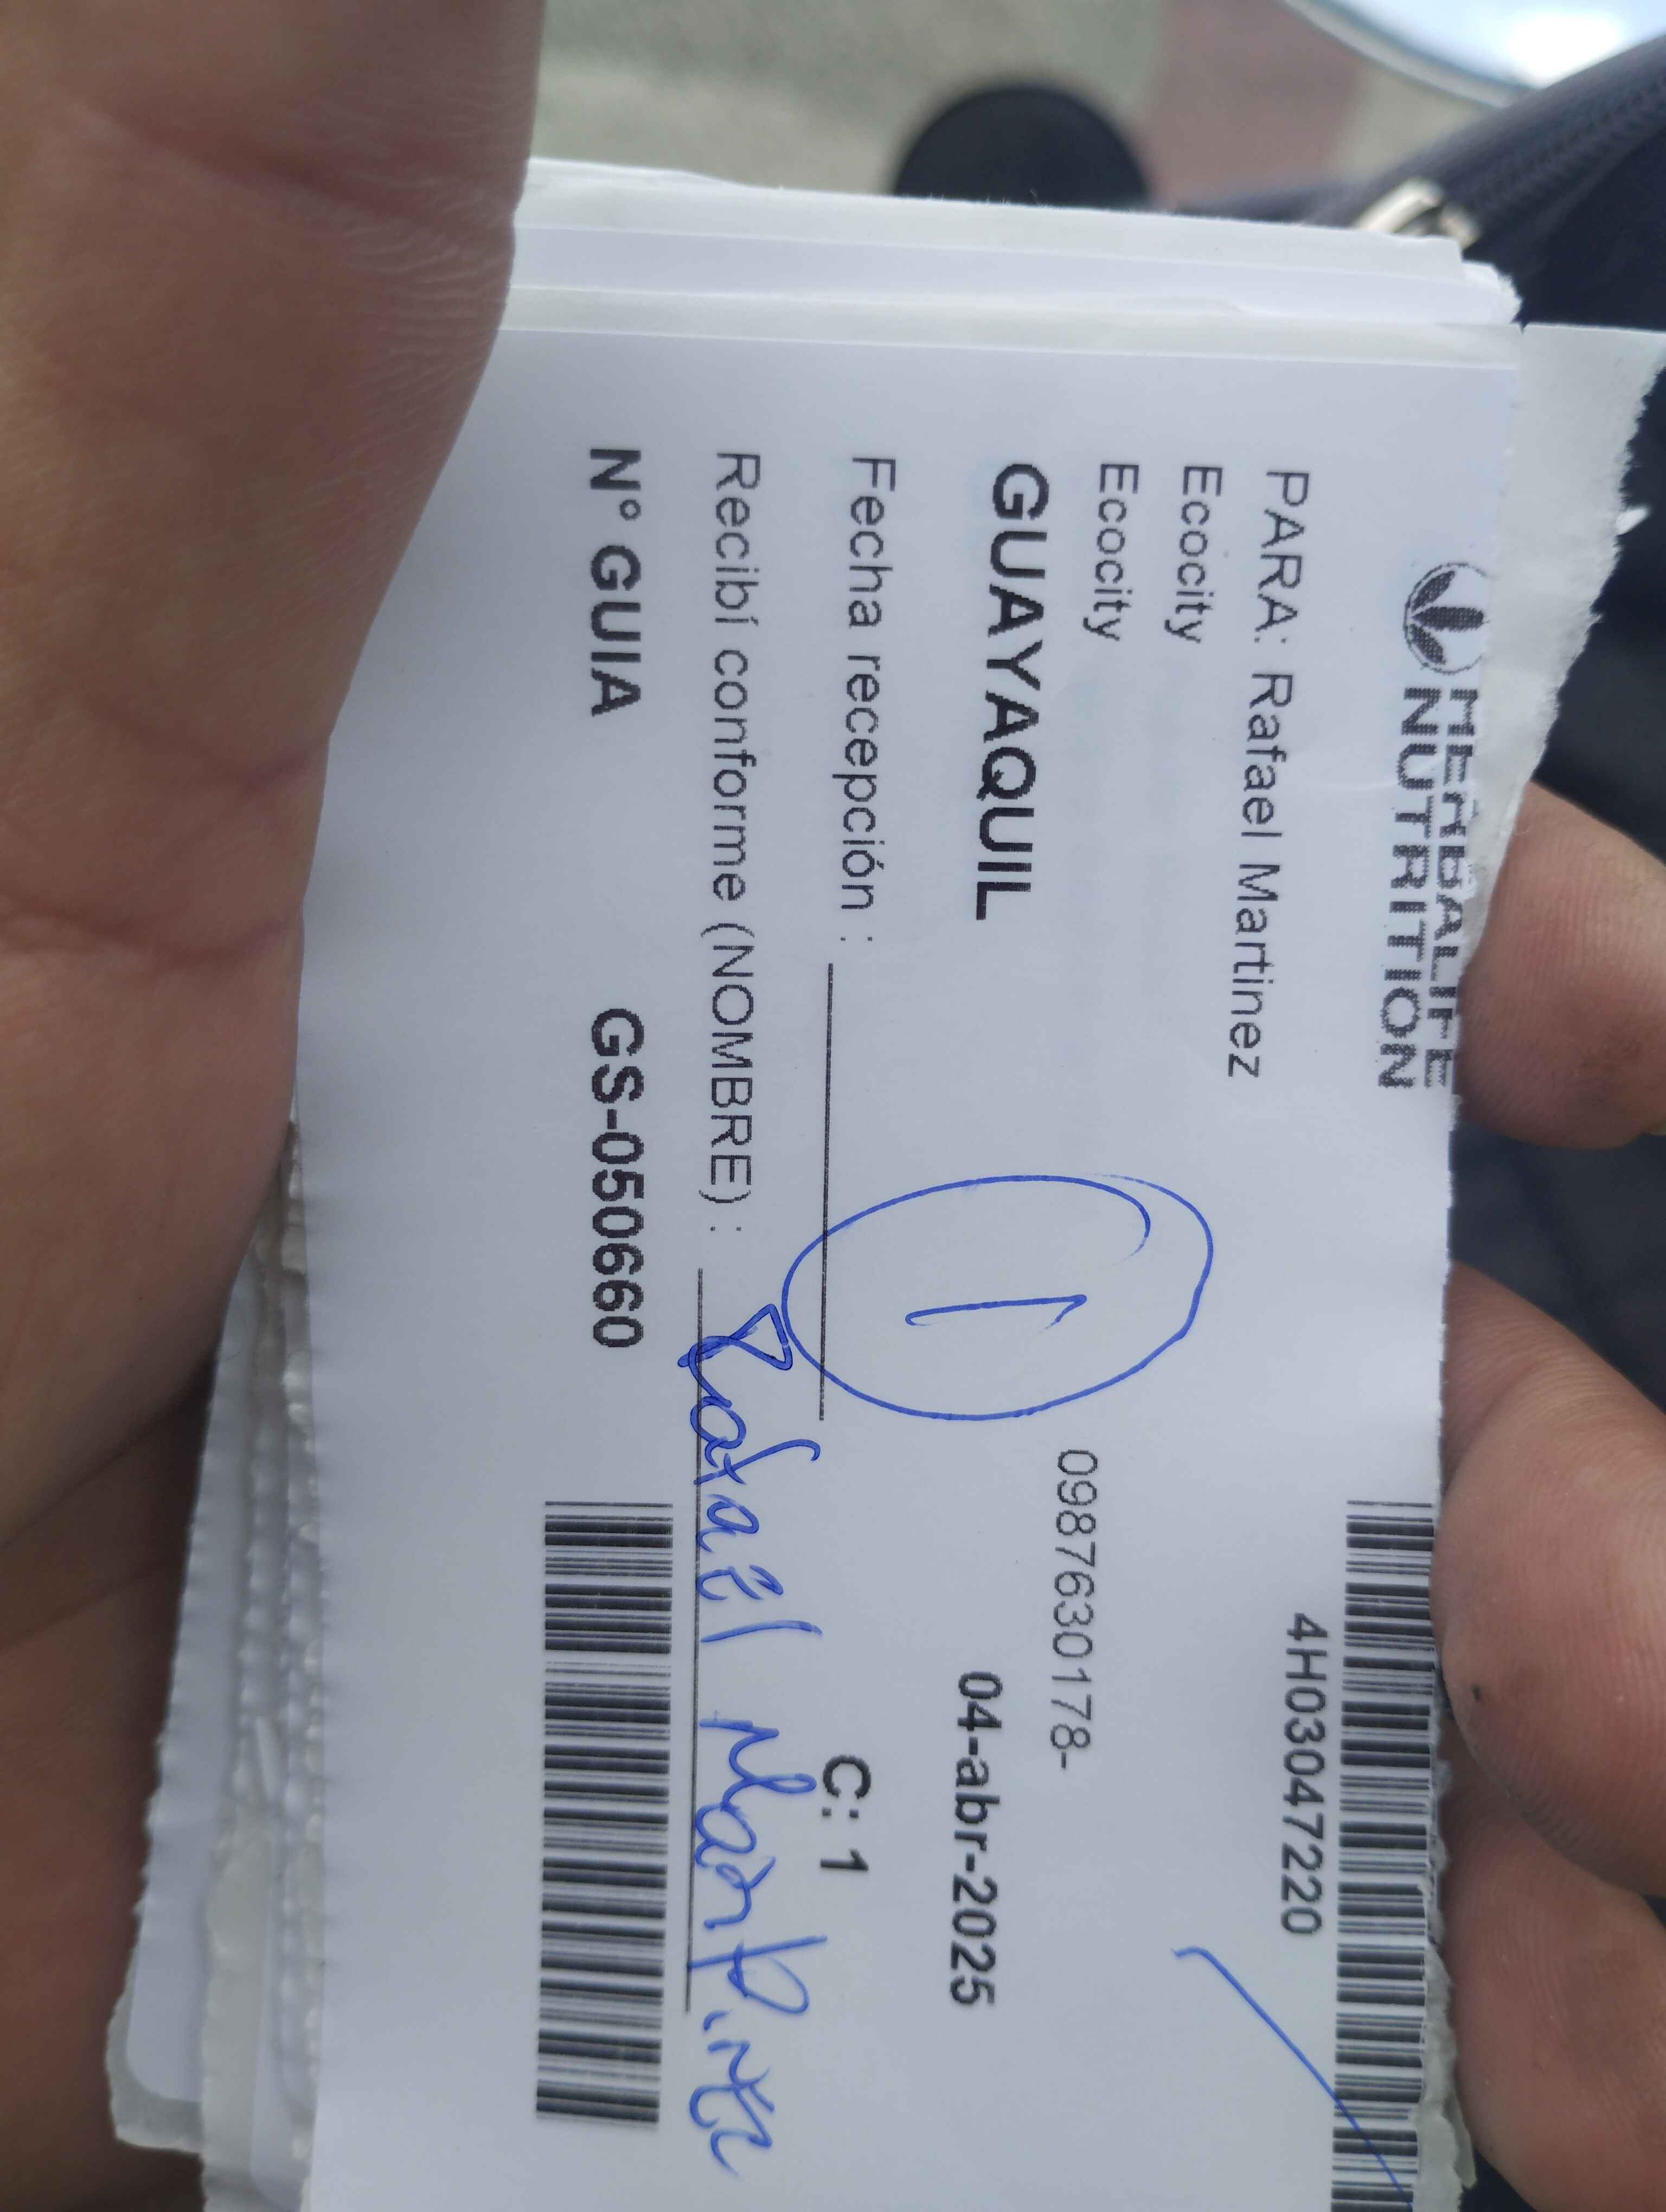 HERBALIFE
NUTRITION
4H03047220
PARA: Rafael Martinez
Ecocity
Ecocity
0987630178-
GUAYAQUIL
04-abr-2025
1
Fecha recepción :
C: 1
Recibí conforme (NOMBRE) : Rafael Martinez
N° GUIA GS-050660